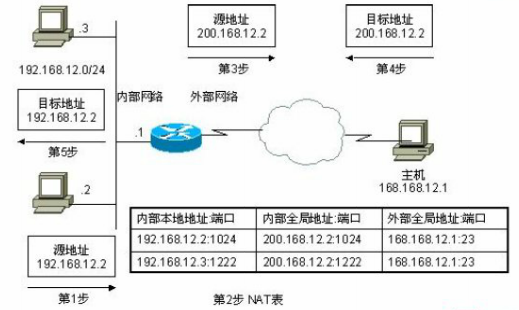 .3
192.168.12.0/24
源地址
200.168.12.2
第3步
目标地址
200.168.12.2
第4步
目标地址
192.168.12.2
第5步
内部网络
外部网络
.1
主机
168.168.12.1
.2
源地址
192.168.12.2
第1步
内部本地地址:端口 内部全局地址:端口 外部全局地址:端口
192.168.12.2:1024 200.168.12.2:1024 168.168.12.1:23
192.168.12.3:1222 200.168.12.2:1222 168.168.12.1:23
第2步 NAT表